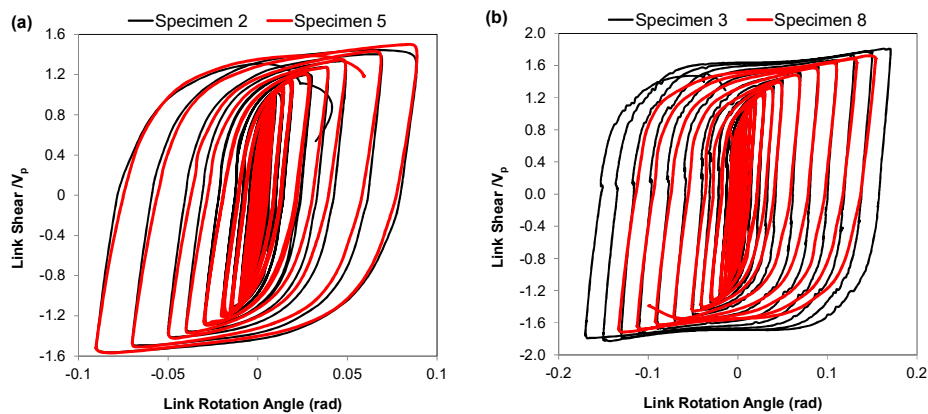 (a)
Specimen 2 Specimen 5
1.6
1.2
0.8
0.4
0
-0.4
-0.8
-1.2
-1.6
Link Shear /Vp
-0.1 -0.05 0 0.05 0.1
Link Rotation Angle (rad)
(b)
Specimen 3 Specimen 8
2.0
1.6
1.2
0.8
0.4
0.0
-0.4
-0.8
-1.2
-1.6
-2.0
Link Shear /Vp
-0.2 -0.1 0 0.1 0.2
Link Rotation Angle (rad)